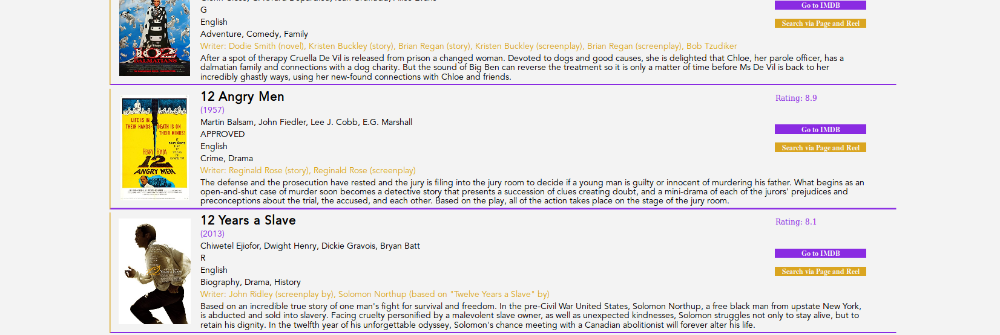 G
Go to IMDB
English
Search via Page and Reel
Adventure, Comedy, Family
Writer: Dodie Smith (novel), Kristen Buckley (story), Brian Regan (story), Kristen Buckley (screenplay), Brian Regan (screenplay), Bob Tzudiker
After a spot of therapy Cruella De Vil is released from prison a changed woman. Devoted to dogs and good causes, she is delighted that Chloe, her parole officer, has a
dalmatian family and connections with a dog charity. But the sound of Big Ben can reverse the treatment so it is only a matter of time before Ms De Vil is back to her
incredibly ghastly ways, using her new-found connections with Chloe and friends.
102
DALMATIANS
12 Angry Men
Rating: 8.9
(1957)
Martin Balsam, John Fiedler, Lee J. Cobb, E.G. Marshall
APPROVED
Go to IMDB
English
Search via Page and Reel
Crime, Drama
Writer: Reginald Rose (story), Reginald Rose (screenplay)
The defense and the prosecution have rested and the jury is filing into the jury room to decide if a young man is guilty or innocent of murdering his father. What begins as an
open-and-shut case of murder soon becomes a detective story that presents a succession of clues creating doubt, and a mini-drama of each of the jurors' prejudices and
preconceptions about the trial, the accused, and each other. Based on the play, all of the action takes place on the stage of the jury room.
LIFE IS IN
THEIR HANDS- DEATH IS ON
THEIR MINDS!
IT
EXPLODES
LIKE
12
STICKS
OF
DYNAMITE!
HENRY FONDA
12
ANGRY MEN
12 Years a Slave
Rating: 8.1
(2013)
Chiwetel Ejiofor, Dwight Henry, Dickie Gravois, Bryan Batt
R
Go to IMDB
English
Search via Page and Reel
Biography, Drama, History
Writer: John Ridley (screenplay by), Solomon Northup (based on "Twelve Years a Slave" by)
Based on an incredible true story of one man's fight for survival and freedom. In the pre-Civil War United States, Solomon Northup, a free black man from upstate New York,
is abducted and sold into slavery. Facing cruelty personified by a malevolent slave owner, as well as unexpected kindnesses, Solomon struggles not only to stay alive, but to
retain his dignity. In the twelfth year of his unforgettable odyssey, Solomon's chance meeting with a Canadian abolitionist will forever alter his life.
12
YEARS A SLAVE